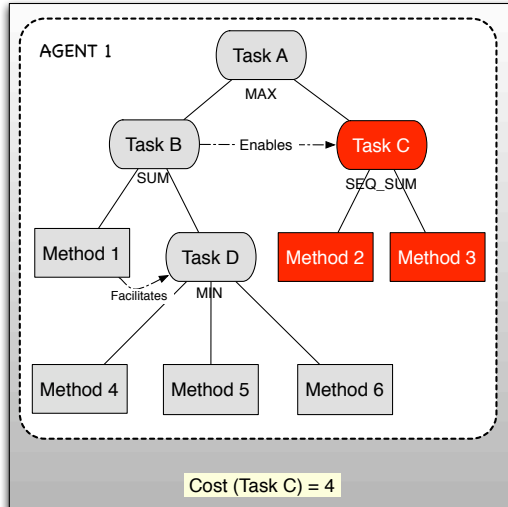 AGENT 1
Task A
MAX
Task B
Enables
Task C
SUM
SEQ_SUM
Method 1
Task D
Method 2
Method 3
Facilitates
MIN
Method 4
Method 5
Method 6
Cost (Task C) = 4